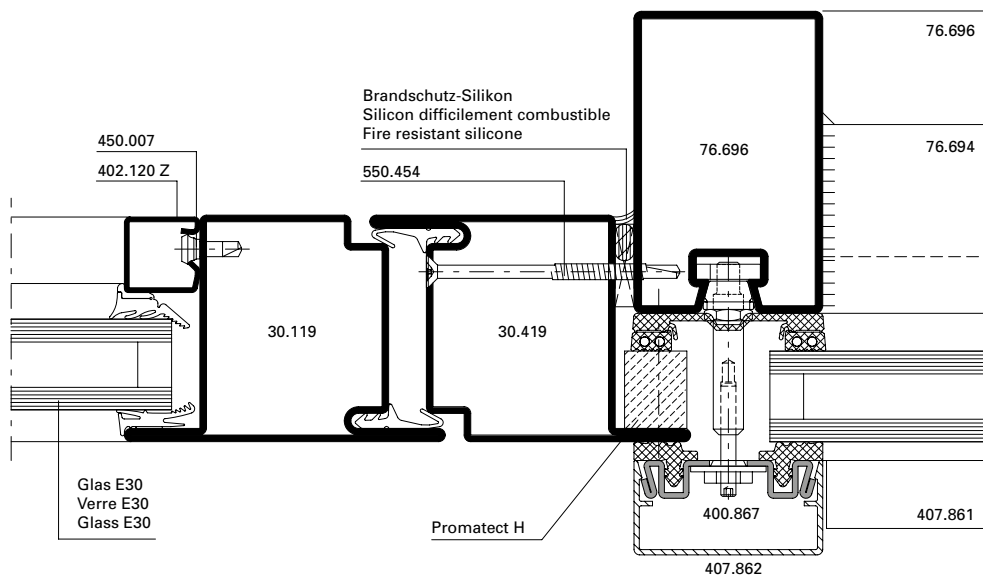 76.696
Brandschutz-Silikon
Silicon difficilement combustible
Fire resistant silicone
450.007
402.120 Z
550.454
76.696
76.694
30.119
30.419
Glas E30
Verre E30
Glass E30
Promatect H
400.867
407.861
407.862